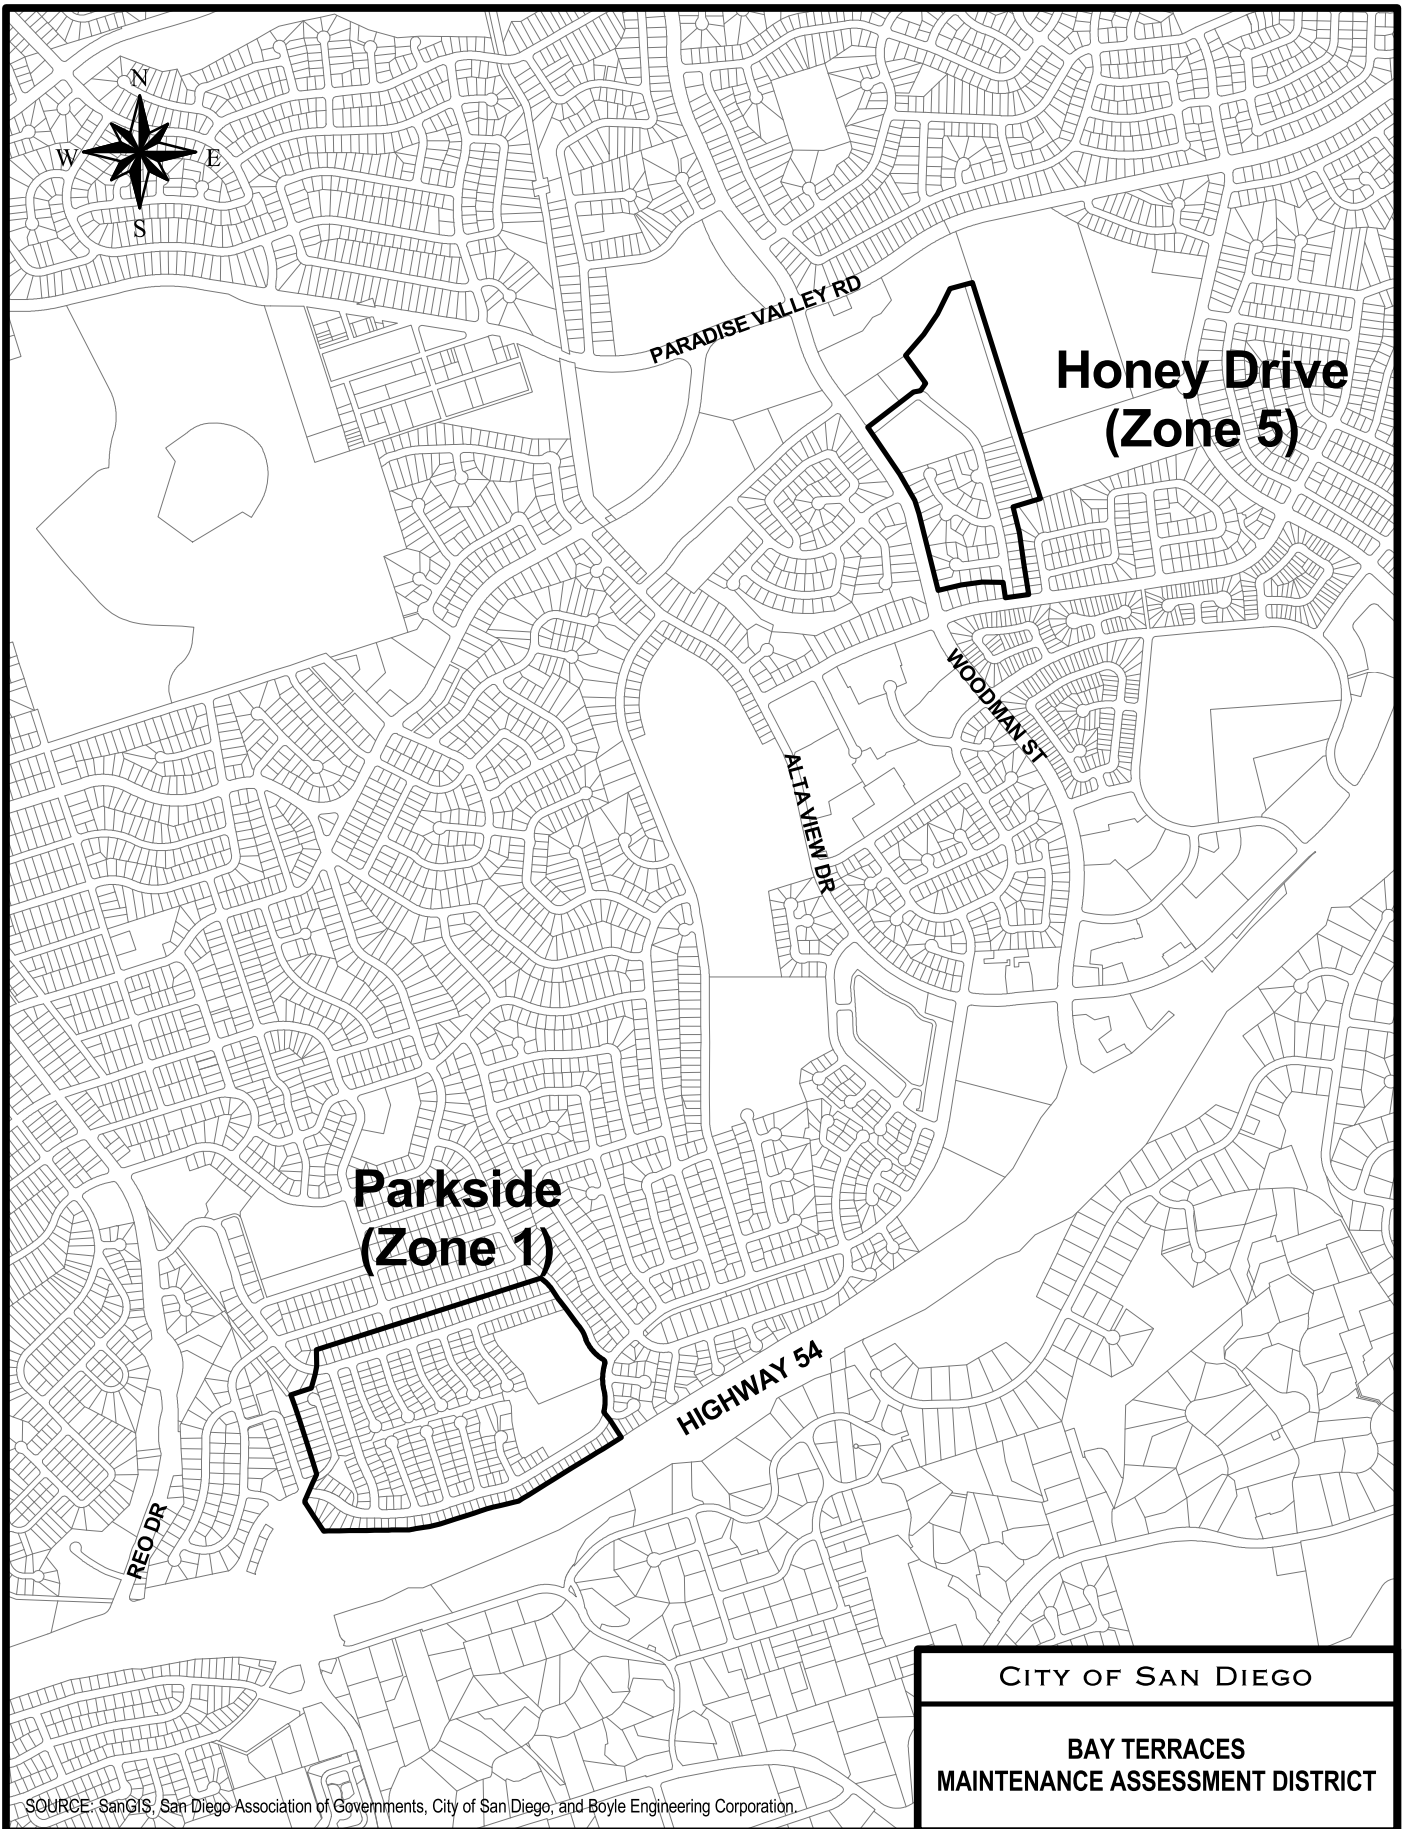 N
W
E
S
PARADISE VALLEY RD
Honey Drive
(Zone 5)
WOODMAN ST
ALTA VIEW DR
Parkside
(Zone 1)
HIGHWAY 54
REO DR
CITY OF SAN DIEGO
BAY TERRACES
MAINTENANCE ASSESSMENT DISTRICT
SOURCE: SanGIS, San Diego Association of Governments, City of San Diego, and Boyle Engineering Corporation.